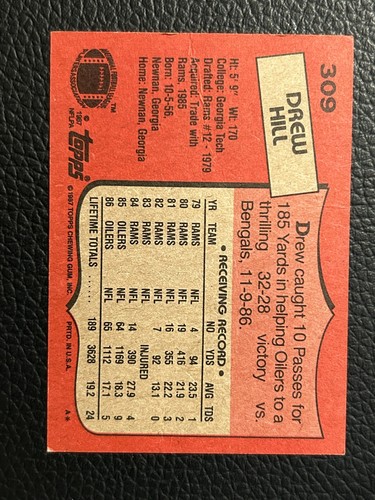 309
DREW
HILL
Ht: 5' 9" Wt: 170
College: Georgia Tech
Drafted: Rams #12 - 1979
Acquired: Trade with
Rams, 1985
Born: 10-5-56,
Newnan, Georgia
Home: Newnan, Georgia
TM
1987
NFLPA
topps
Drew caught 10 Passes for
185 Yards in helping Oilers to a
thrilling 32-28 victory vs.
Bengals, 11-9-86.
• RECEIVING RECORD •
YR TEAM NO YDS AVG TDS
79 RAMS NFL 4 94 23.5 1
80 RAMS NFL 19 416 21.9 2
81 RAMS NFL 16 355 22.2 3
82 RAMS NFL 7 92 13.1 0
83 RAMS INJURED
84 RAMS NFL 14 390 27.9 4
85 OILERS NFL 64 1169 18.3 9
86 OILERS NFL 65 1112 17.1 5
LIFETIME TOTALS ...... 189 3628 19.2 24
© 1987 TOPPS CHEWING GUM, INC. PRTD. IN U.S.A. A*